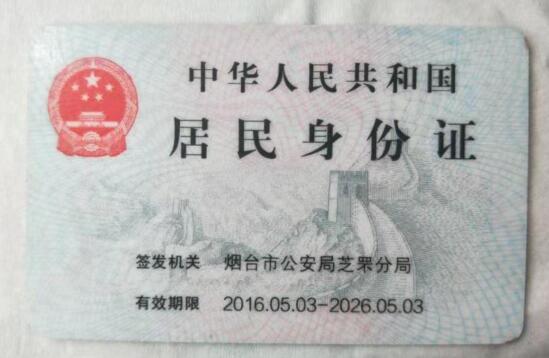 中华人民共和国
居民身份证
签发机关 烟台市公安局芝罘分局
有效期限 2016.05.03-2026.05.03